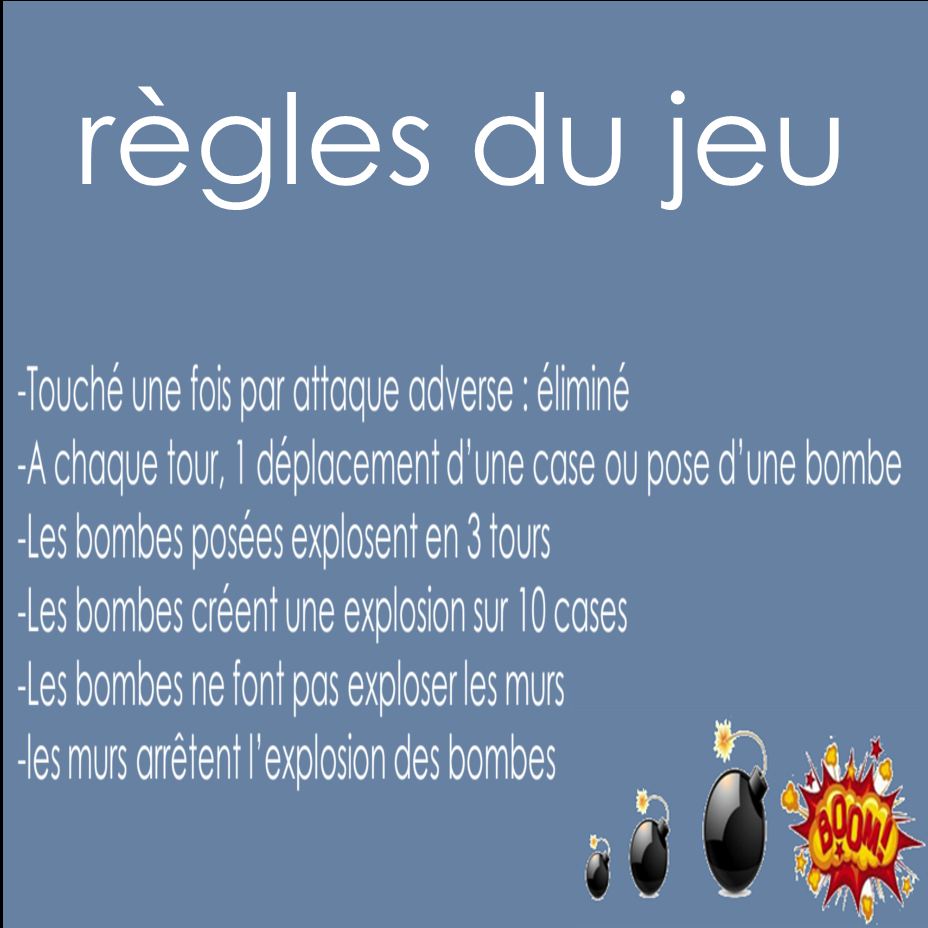 règles du jeu
-Touché une fois par attaque adverse : éliminé
-A chaque tour, 1 déplacement d’une case ou pose d’une bombe
-Les bombes posées explosent en 3 tours
-Les bombes créent une explosion sur 10 cases
-Les bombes ne font pas exploser les murs
-les murs arrêtent l’explosion des bombes
BOOM!